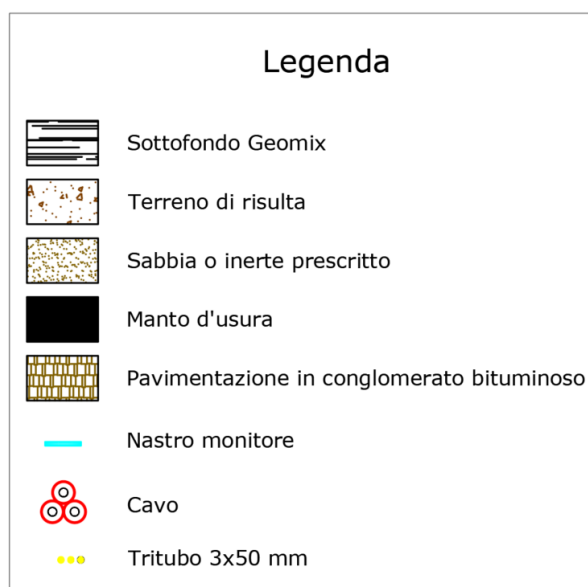 Legenda
Sottofondo Geomix
Terreno di risulta
Sabbia o inerte prescritto
Manto d'usura
Pavimentazione in conglomerato bituminoso
Nastro monitore
Cavo
Tritubo 3x50 mm